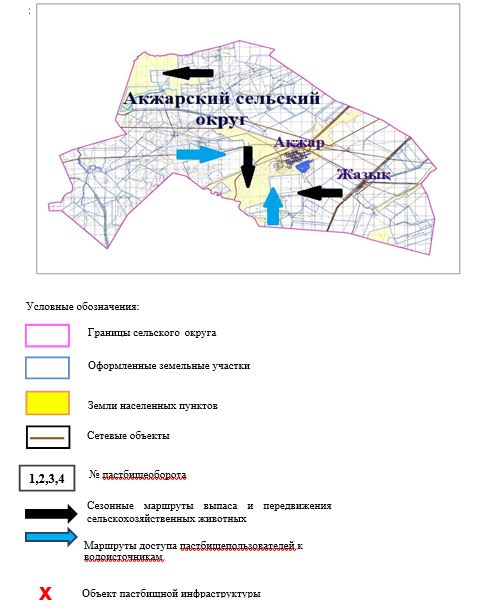 :
Акжарский сельский
округ
Акжар
Жазык
Условные обозначения:
Границы сельского округа
Оформленные земельные участки
Земли населенных пунктов
Сетевые объекты
1,2,3,4
№ пастбищеоборота
Сезонные маршруты выпаса и передвижения
сельскохозяйственных животных
Маршруты доступа пастбищепользователей к
водоисточникам
X
Объект пастбищной инфраструктуры